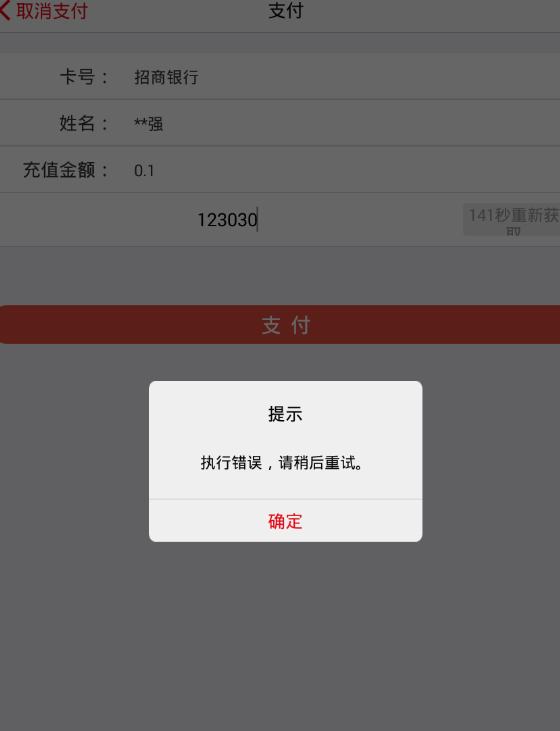 取消支付 支付
卡号： 招商银行
姓名： **强
充值金额： 0.1
123030 141秒重新获
取
支付
提示
执行错误，请稍后重试。
确定